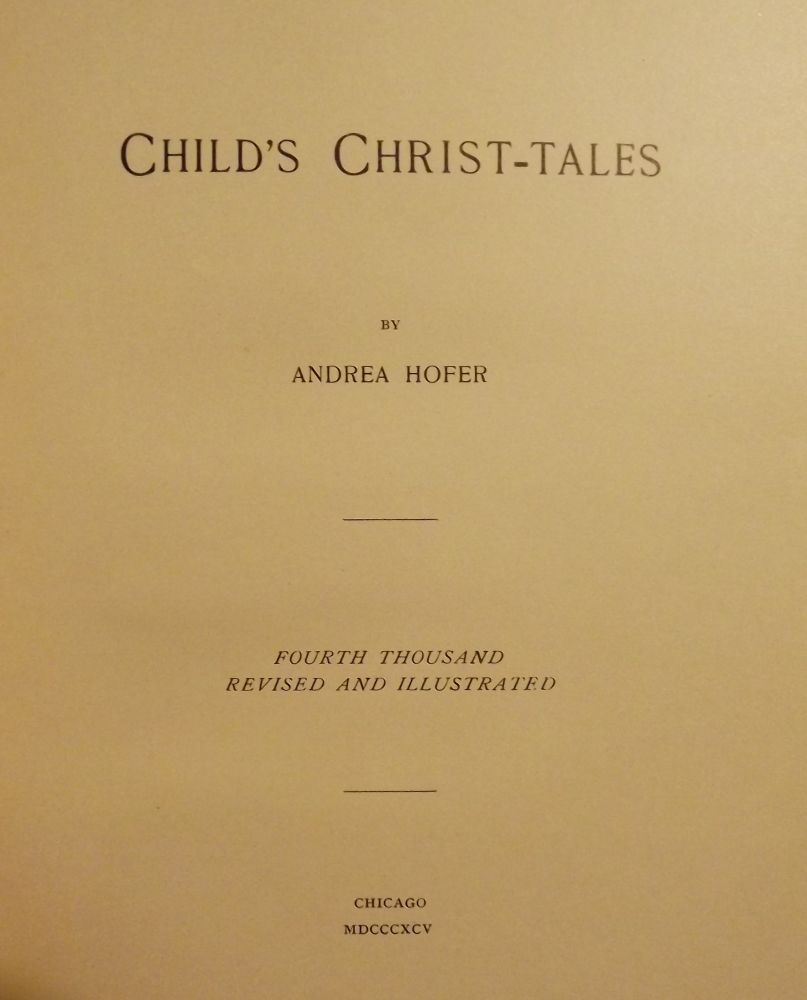 CHILD'S CHRIST-TALES
BY
ANDREA HOFER
FOURTH THOUSAND
REVISED AND ILLUSTRATED
CHICAGO
MDCCCXCV